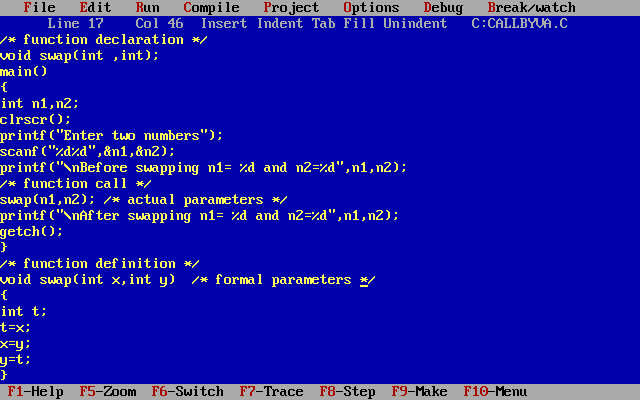 File Edit Run Compile Project Options Debug Break/watch
Line 17 Col 46 Insert Indent Tab Fill Unindent C:CALLBYVA.C
/* function declaration */
void swap(int ,int);
main()
{
int n1,n2;
clrscr();
printf("Enter two numbers");
scanf("%d%d",&n1,&n2);
printf("\nBefore swapping n1= %d and n2=%d",n1,n2);
/* function call */
swap(n1,n2); /* actual parameters */
printf("\nAfter swapping n1= %d and n2=%d",n1,n2);
getch();
}
/* function definition */
void swap(int x,int y)  /* formal parameters */
{
int t;
t=x;
x=y;
y=t;
}
F1-Help F5-Zoom F6-Switch F7-Trace F8-Step F9-Make F10-Menu